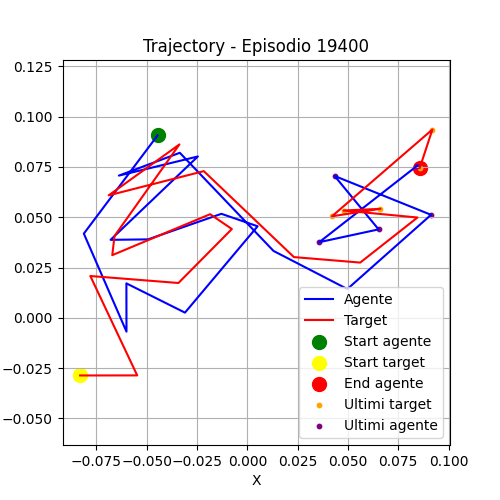 Trajectory - Episodio 19400
0.125
0.100
0.075
0.050
0.025
0.000
−0.025
−0.050
−0.075 −0.050 −0.025 0.000 0.025 0.050 0.075 0.100
X
Agente
Target
Start agente
Start target
End agente
Ultimi target
Ultimi agente